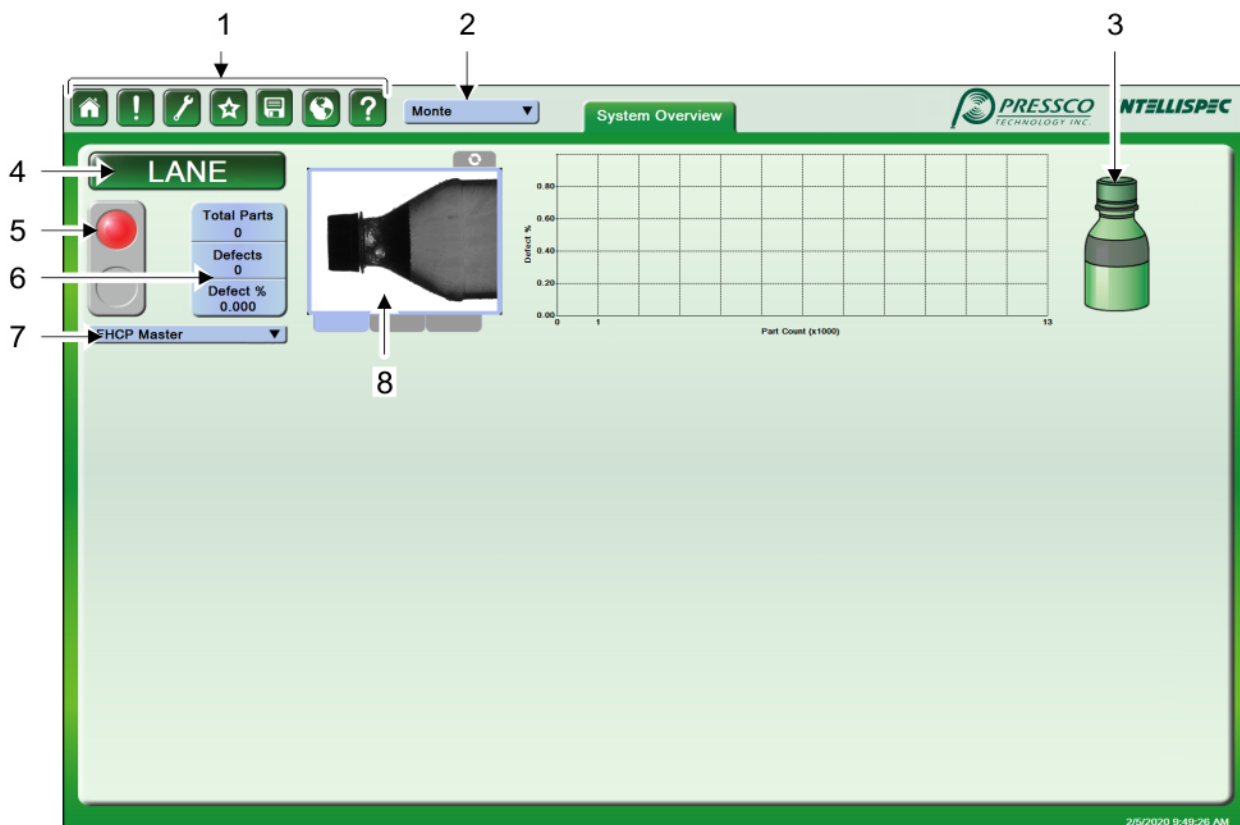 1
2
3
Monte
System Overview
PRESSCO
TECHNOLOGY INC.
INTELLISPEC
4
LANE
5
Total Parts
0
6
Defects
0
Defect %
0.000
7
FHCP Master
8
Defect %
0.80
0.60
0.40
0.20
0.00
0
1
13
Part Count (x1000)
2/5/2020 9:49:26 AM